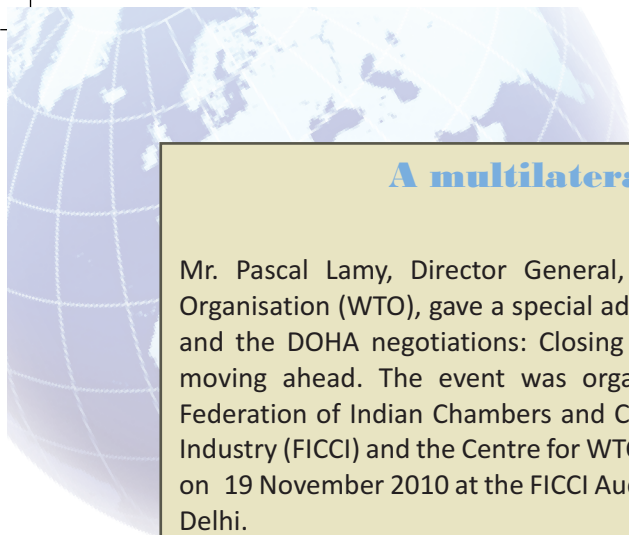 A multilatera
Mr. Pascal Lamy, Director General,
Organisation (WTO), gave a special ad
and the DOHA negotiations: Closing
moving ahead. The event was orga
Federation of Indian Chambers and C
Industry (FICCI) and the Centre for WTO
on 19 November 2010 at the FICCI Au
Delhi.